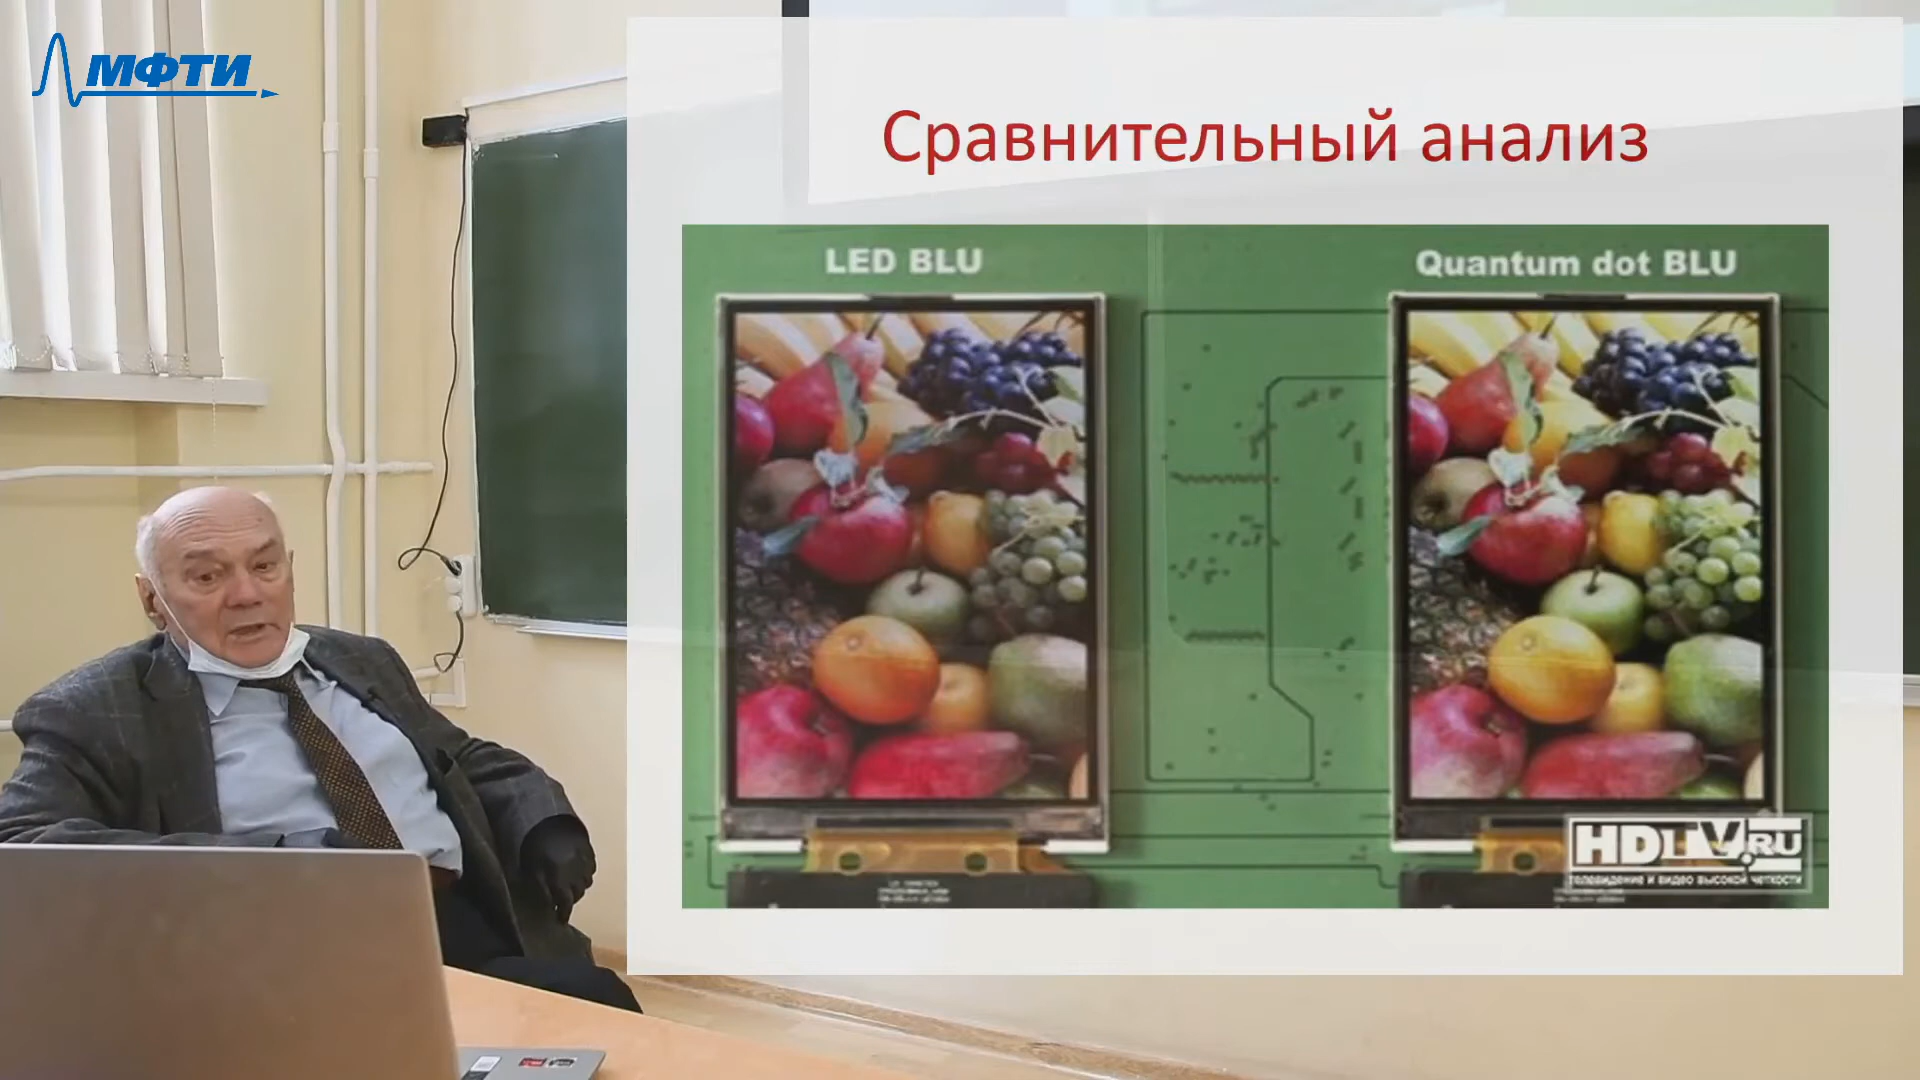 МФТИ
Сравнительный анализ
LED BLU
Quantum dot BLU
HDTV.RU
телевидение и видео высокой четкости